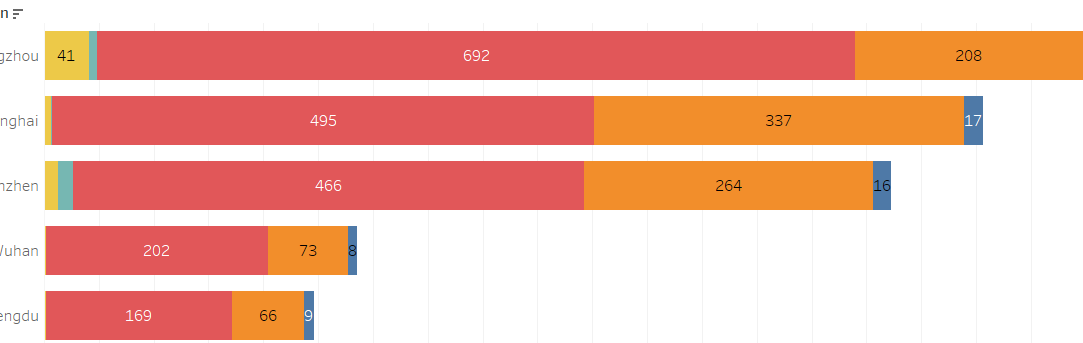 n
gzhou 41 692 208
nghai 495 337 17
nzhen 466 264 16
Wuhan 202 73 8
engdu 169 66 9